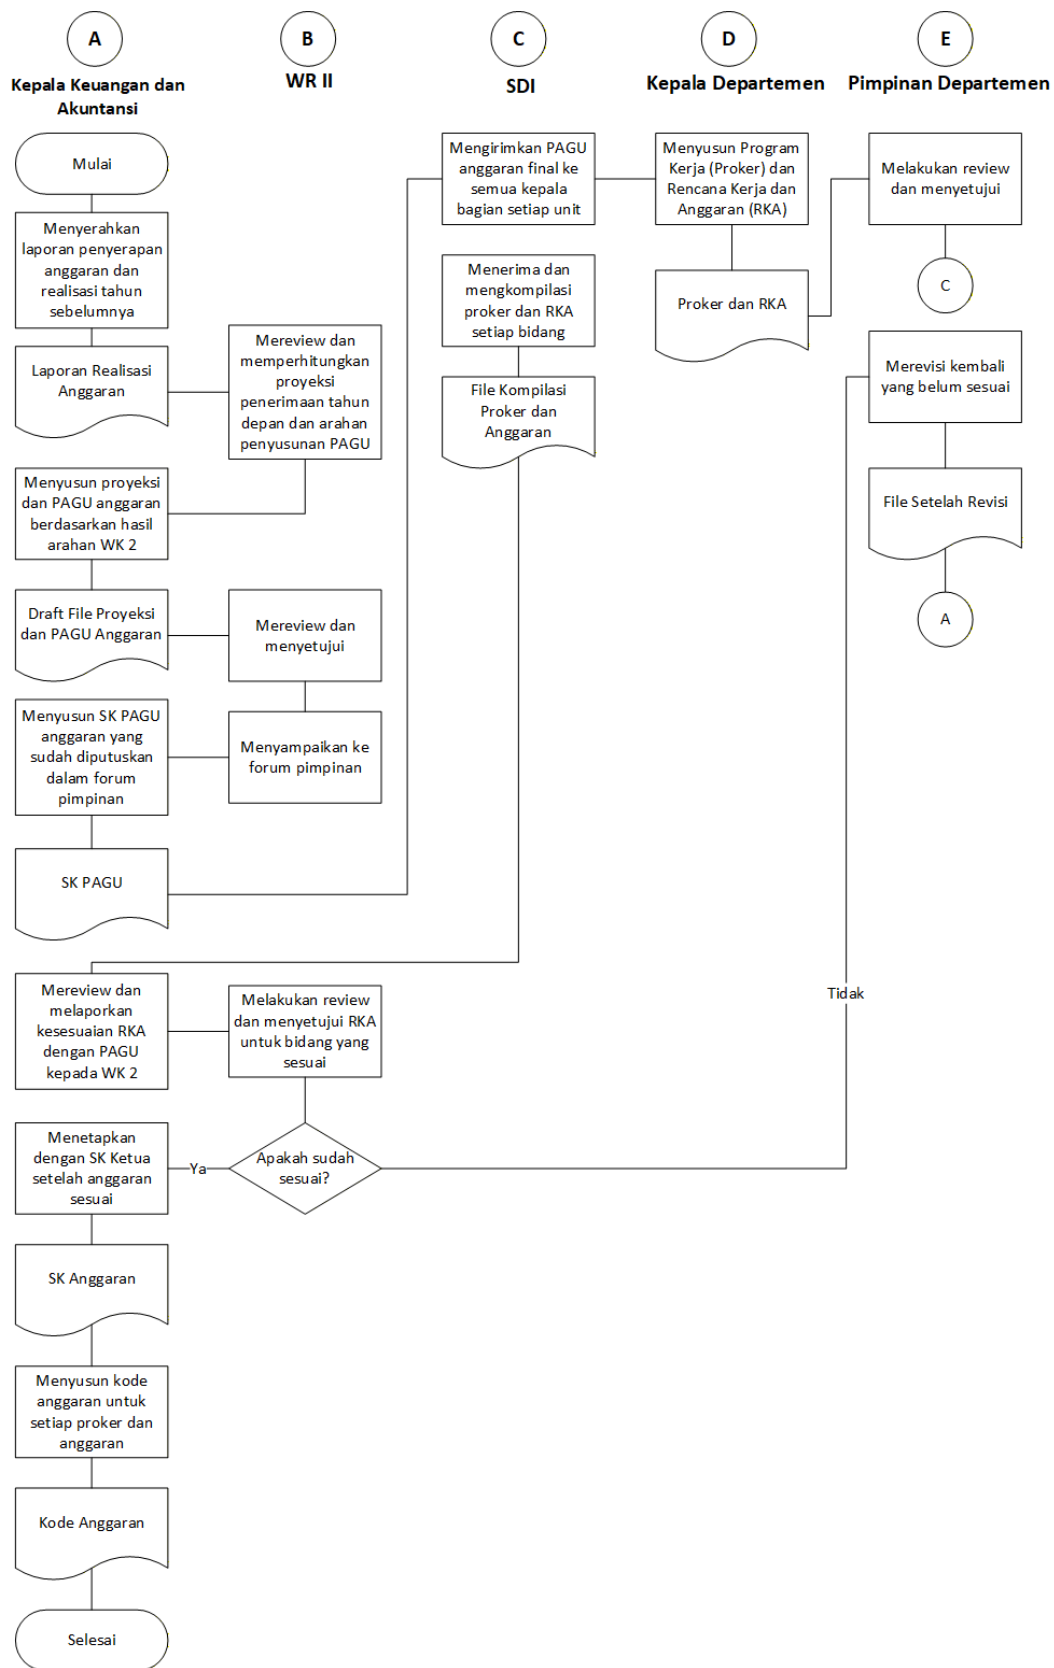 A
Kepala Keuangan dan
Akuntansi
Mulai
Menyerahkan
laporan penyerapan
anggaran dan
realisasi tahun
sebelumnya
Laporan Realisasi
Anggaran
Menyusun proyeksi
dan PAGU anggaran
berdasarkan hasil
arahan WK 2
Draft File Proyeksi
dan PAGU Anggaran
Menyusun SK PAGU
anggaran yang
sudah diputuskan
dalam forum
pimpinan
SK PAGU
Mereview dan
melaporkan
kesesuaian RKA
dengan PAGU
kepada WK 2
Menetapkan
dengan SK Ketua
setelah anggaran
sesuai
SK Anggaran
Menyusun kode
anggaran untuk
setiap proker dan
anggaran
Kode Anggaran
Selesai
B
WR II
Mereview dan
memperhitungkan
proyeksi
penerimaan tahun
depan dan arahan
penyusunan PAGU
Mereview dan
menyetujui
Menyampaikan ke
forum pimpinan
Melakukan review
dan menyetujui RKA
untuk bidang yang
sesuai
Apakah sudah
sesuai?
Ya
Tidak
C
SDI
Mengirimkan PAGU
anggaran final ke
semua kepala
bagian setiap unit
Menerima dan
mengkompilasi
proker dan RKA
setiap bidang
File Kompilasi
Proker dan
Anggaran
D
Kepala Departemen
Menyusun Program
Kerja (Proker) dan
Rencana Kerja dan
Anggaran (RKA)
Proker dan RKA
E
Pimpinan Departemen
Melakukan review
dan menyetujui
C
Merevisi kembali
yang belum sesuai
File Setelah Revisi
A